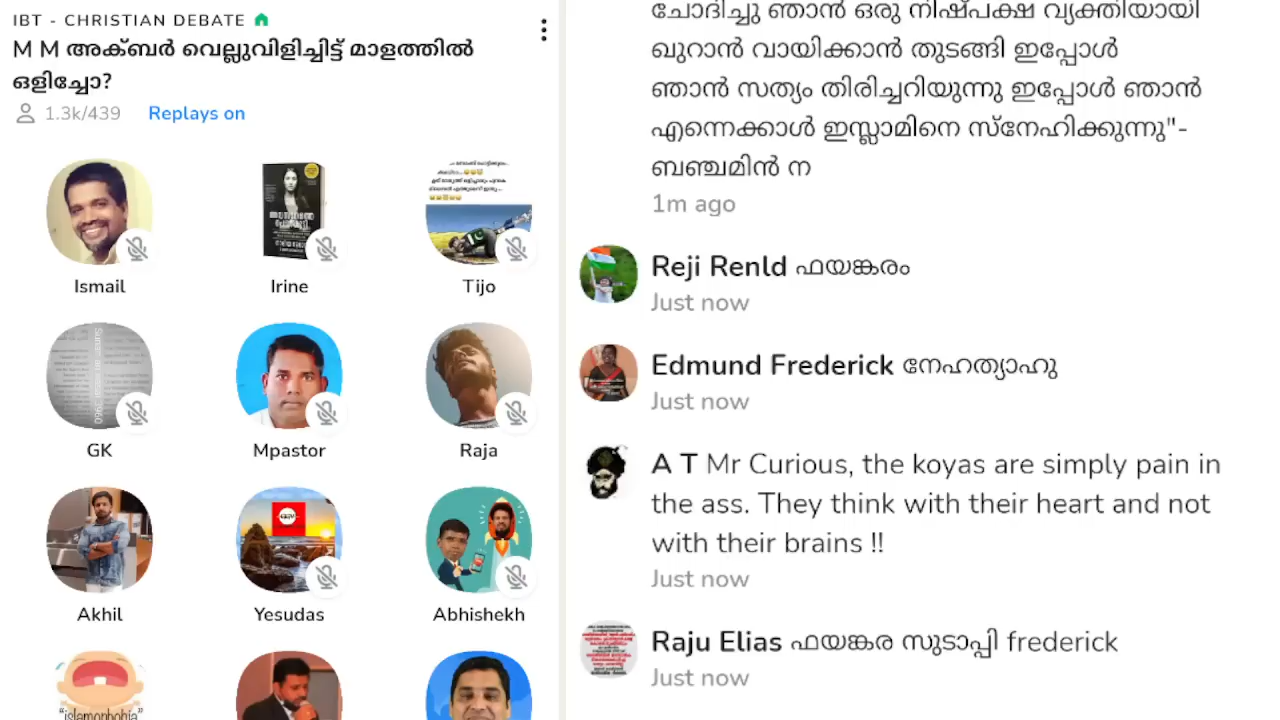 IBT - CHRISTIAN DEBATE
M M അക്ബർ വെല്ലുവിളിച്ചിട്ട് മാളത്തിൽ
ഒളിച്ചോ?
1.3k/439 Replays on
Ismail
Irine
Tijo
GK
Mpastor
Raja
Akhil
Yesudas
Abhishekh
"islamophobia"
ചോദിച്ചു ഞാൻ ഒരു നിഷ്പക്ഷ വ്യക്തിയായി
ഖുറാൻ വായിക്കാൻ തുടങ്ങി ഇപ്പോൾ
ഞാൻ സത്യം തിരിച്ചറിയുന്നു ഇപ്പോൾ ഞാൻ
എന്നെക്കാൾ ഇസ്ലാമിനെ സ്നേഹിക്കുന്നു"-
ബഞ്ചമിൻ ന
1m ago
Reji Renld ഫയങ്കരം
Just now
Edmund Frederick നേഹത്യാഹു
Just now
A T Mr Curious, the koyas are simply pain in
the ass. They think with their heart and not
with their brains !!
Just now
Raju Elias ഫയങ്കര സുടാപ്പി frederick
Just now